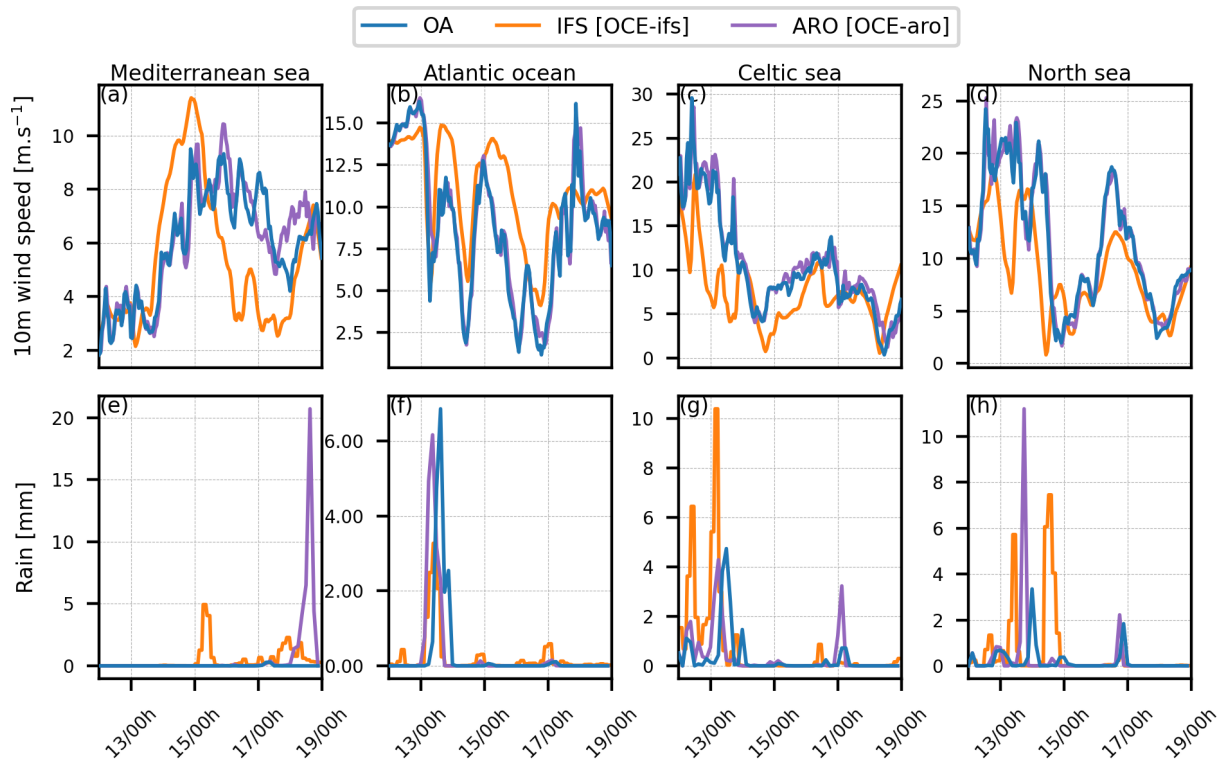 OA IFS [OCE-ifs] ARO [OCE-aro]
Mediterranean sea Atlantic ocean Celtic sea North sea
(a) (b) (c) (d)
10m wind speed [m.s⁻¹]
10 8 6 4 2
15.0 12.5 10.0 7.5 5.0 2.5
30 25 20 15 10 5 0
25 20 15 10 5 0
(e) (f) (g) (h)
Rain [mm]
20 15 10 5 0
6.00 4.00 2.00 0.00
10 8 6 4 2 0
10 8 6 4 2 0
13/00h 15/00h 17/00h 19/00h
13/00h 15/00h 17/00h 19/00h
13/00h 15/00h 17/00h 19/00h
13/00h 15/00h 17/00h 19/00h